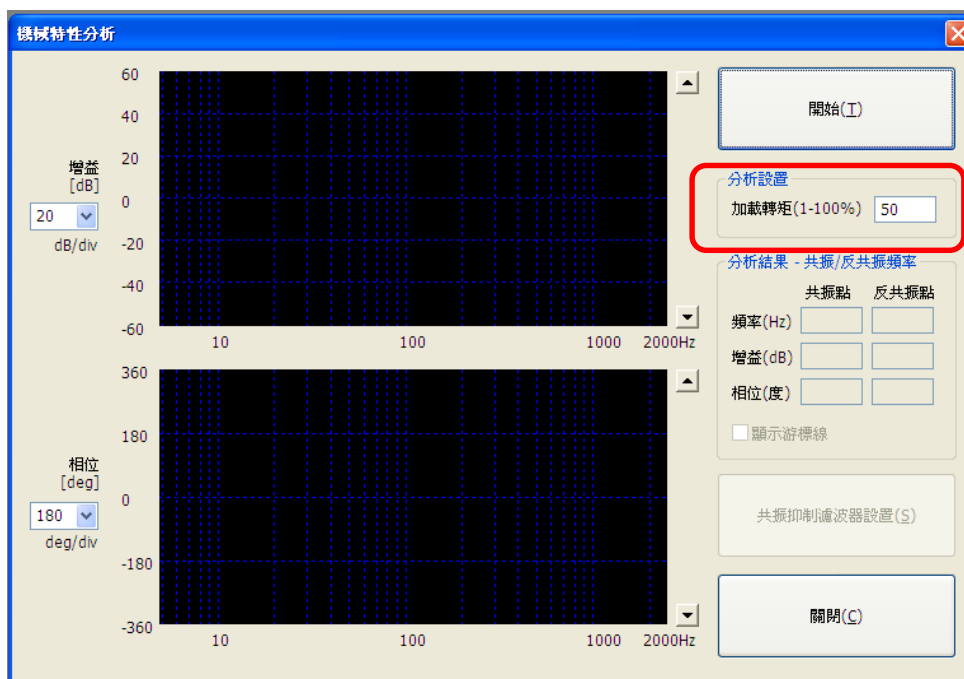 機械特性分析
60
40
20
0
-20
-40
-60
增益
[dB]
20
dB/div
10 100 1000 2000Hz
360
180
0
-180
-360
相位
[deg]
180
deg/div
10 100 1000 2000Hz
開始(T)
分析設置
加載轉矩(1-100%) 50
分析結果 - 共振/反共振頻率
共振點 反共振點
頻率(Hz)
增益(dB)
相位(度)
顯示游標線
共振抑制濾波器設置(S)
關閉(C)